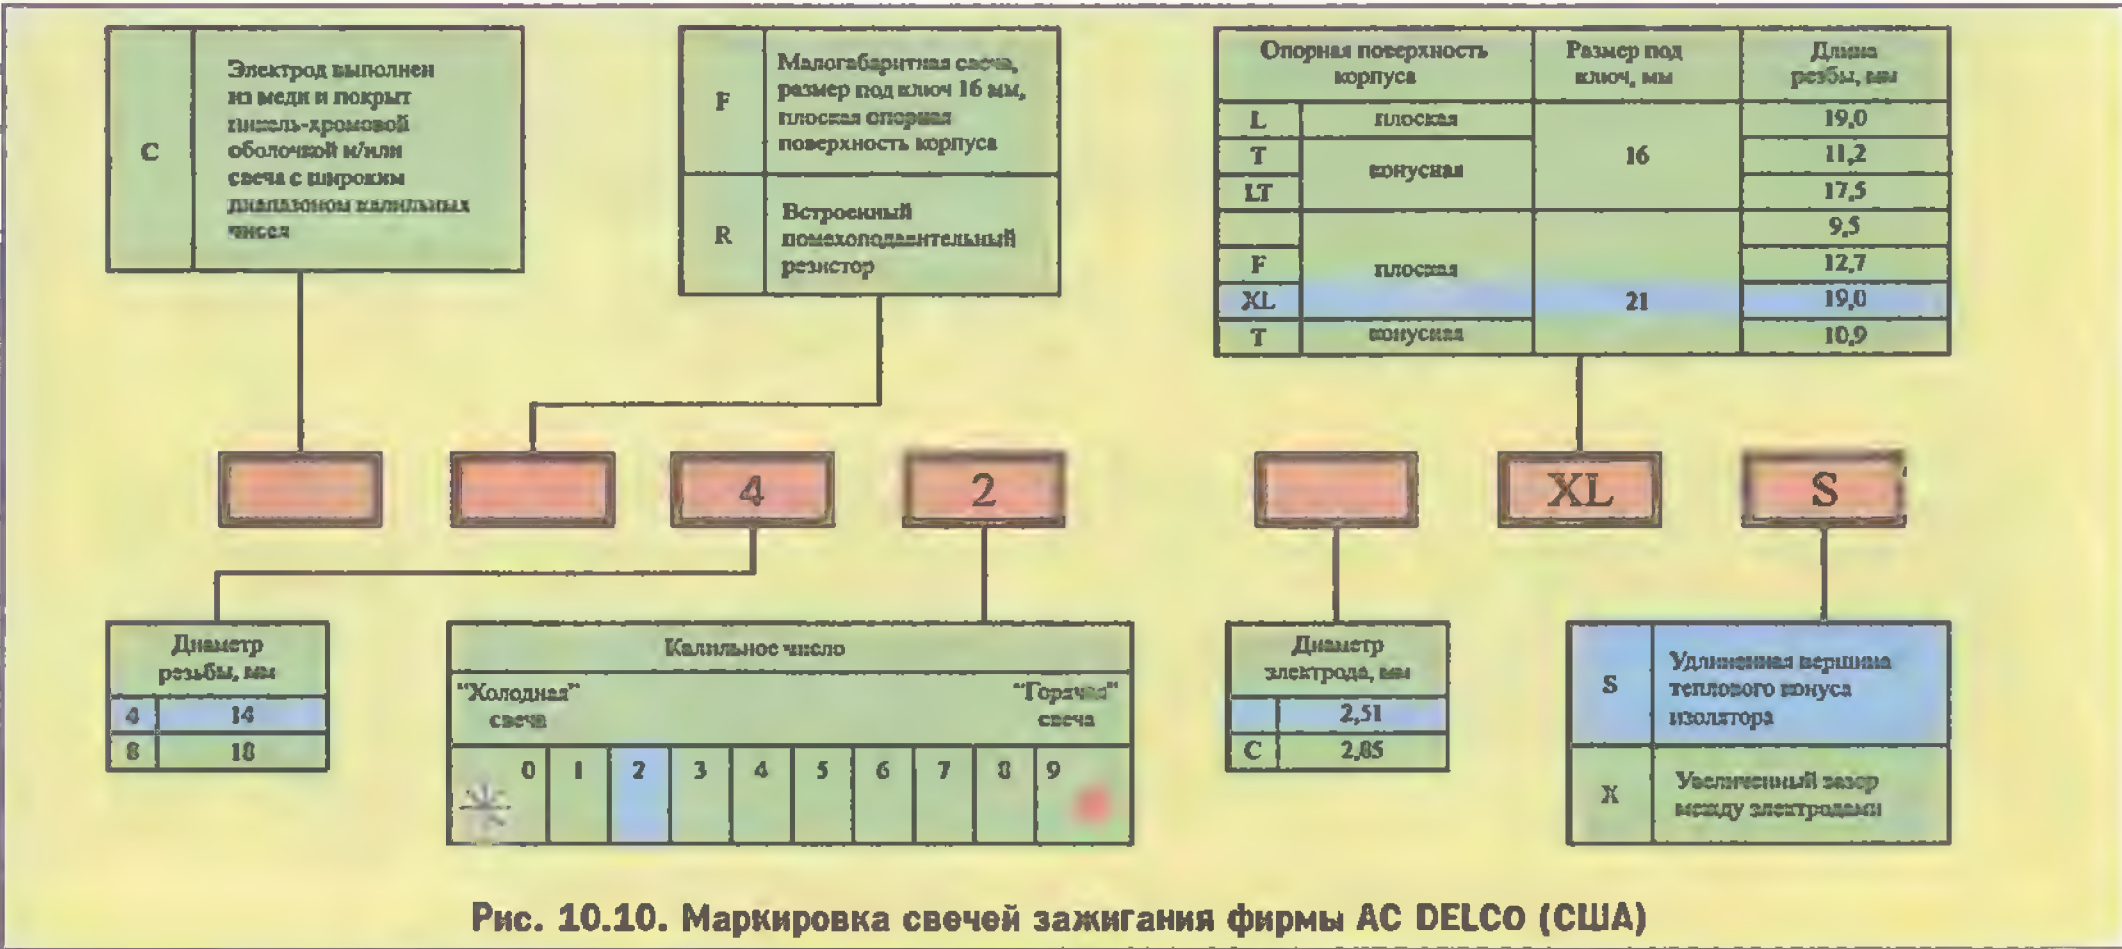 C
Электрод выполнен
из меди и покрыт
никель-хромовой
оболочкой и/или
свеча с широким
диапазоном калильных
чисел
F
Малогабаритная свеча,
размер под ключ 16 мм,
плоская опорная
поверхность корпуса
R
Встроенный
помехоподавительный
резистор
Опорная поверхность
корпуса
Размер под
ключ, мм
Длина
резбы, мм
L плоская 16 19,0
T конусная 11,2
LT 17,5
плоская 21 9,5
F 12,7
XL 19,0
T конусная 10,9
4 2 XL S
Диаметр
резьбы, мм
4 14
8 18
Калильное число
"Холодная"
свеча
"Горячая"
свеча
0 1 2 3 4 5 6 7 8 9
Диаметр
электрода, мм
2,51
C 2,85
S
Удлиненная вершина
теплового конуса
изолятора
X
Увеличенный зазор
между электродами
Рис. 10.10. Маркировка свечей зажигания фирмы AC DELCO (США)